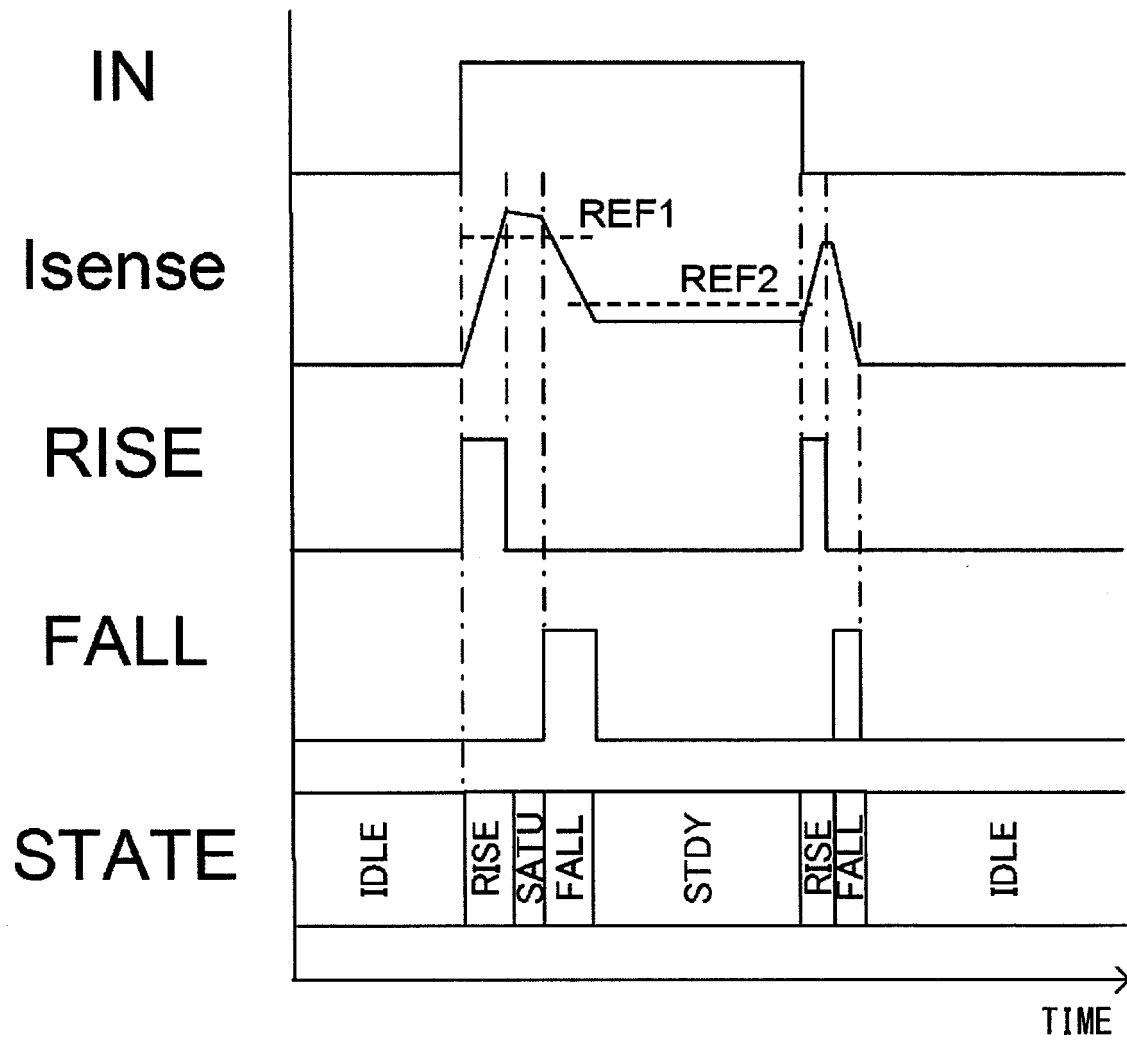 IN
REF1
Isense
REF2
RISE
FALL
STATE
IDLE
RISE
SATU
FALL
STDY
RISE
FALL
IDLE
TIME